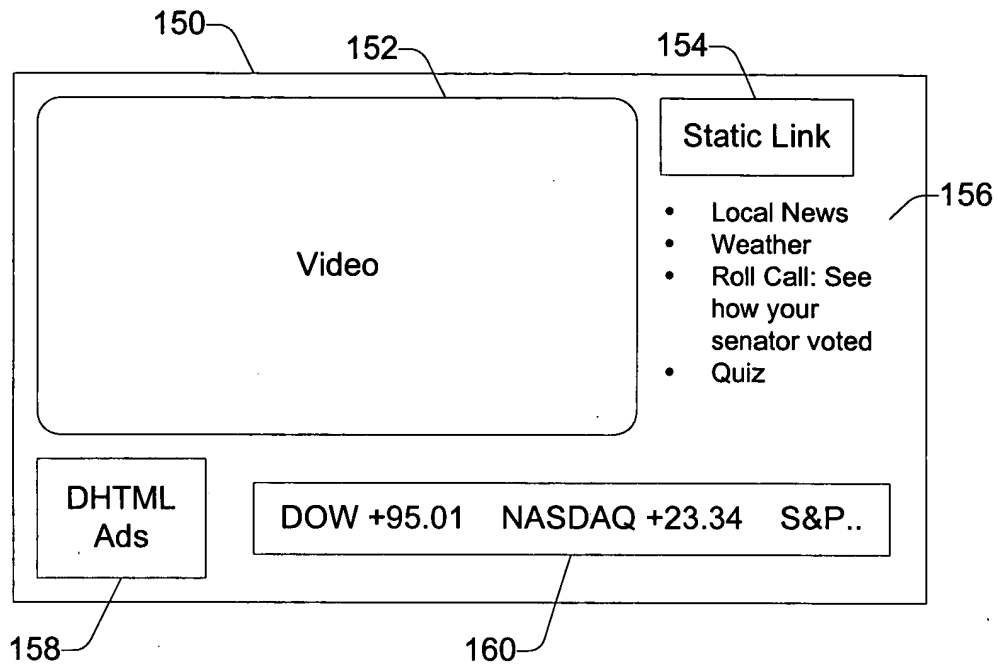 150
152
154
Static Link
156
• Local News
• Weather
• Roll Call: See
how your
senator voted
• Quiz
Video
DHTML
Ads
DOW +95.01 NASDAQ +23.34 S&P..
158
160